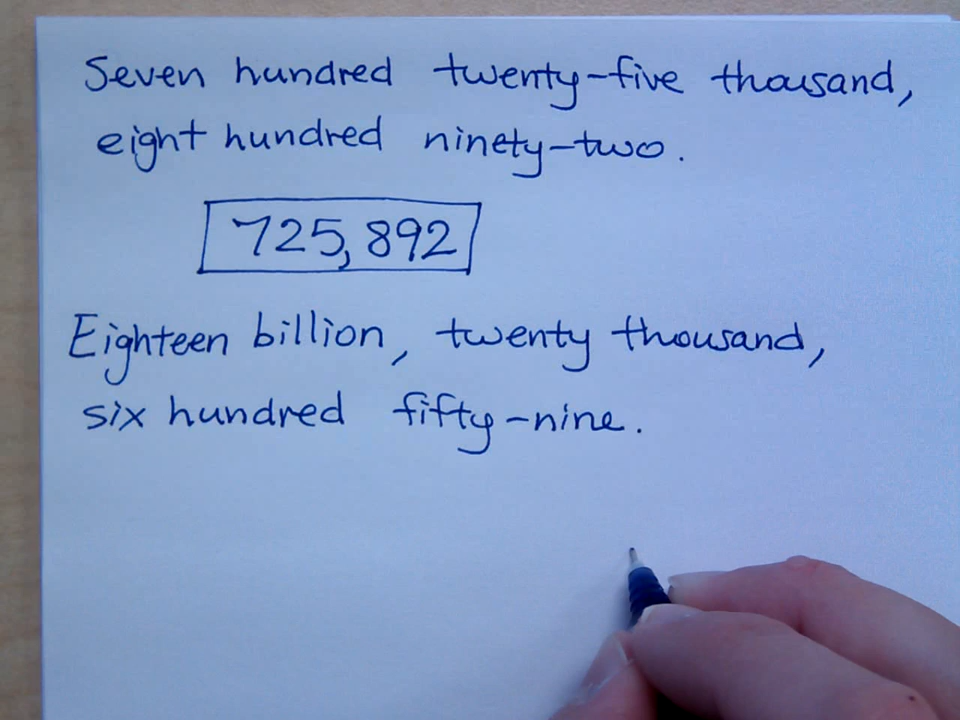 Seven hundred twenty-five thousand,
eight hundred ninety-two.
725,892
Eighteen billion, twenty thousand,
six hundred fifty-nine.